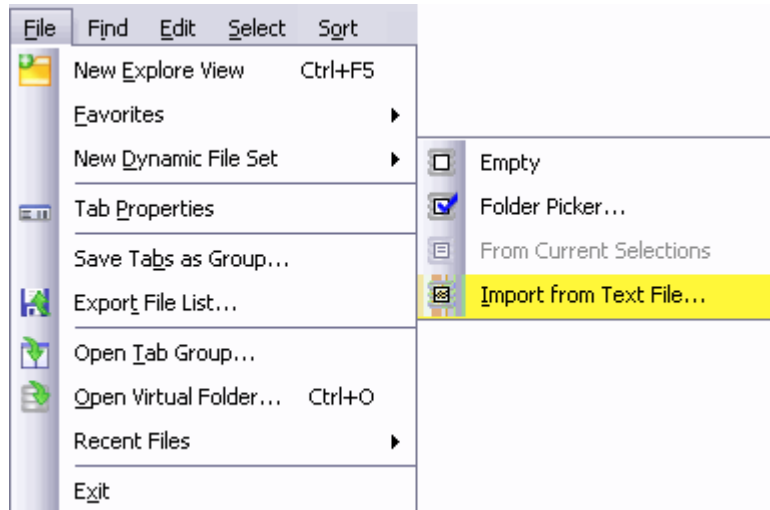 File Find Edit Select Sort
New Explore View Ctrl+F5
Favorites
New Dynamic File Set
Tab Properties
Save Tabs as Group...
Export File List...
Open Tab Group...
Open Virtual Folder... Ctrl+O
Recent Files
Exit
Empty
Folder Picker...
From Current Selections
Import from Text File...